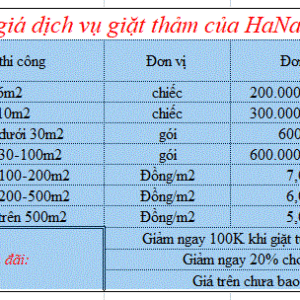 giá dịch vụ giặt thảm của HaNa
thi công Đơn vị Đơ
5m2 chiếc 200.000
10m2 chiếc 300.000
dưới 30m2 gói 600
30-100m2 gói 600.000
100-200m2 Đồng/m2 7,
200-500m2 Đồng/m2 6,
trên 500m2 Đồng/m2 5,
Giảm ngay 100K khi giặt t
đãi: Giảm ngay 20% cho
Giá trên chưa bao